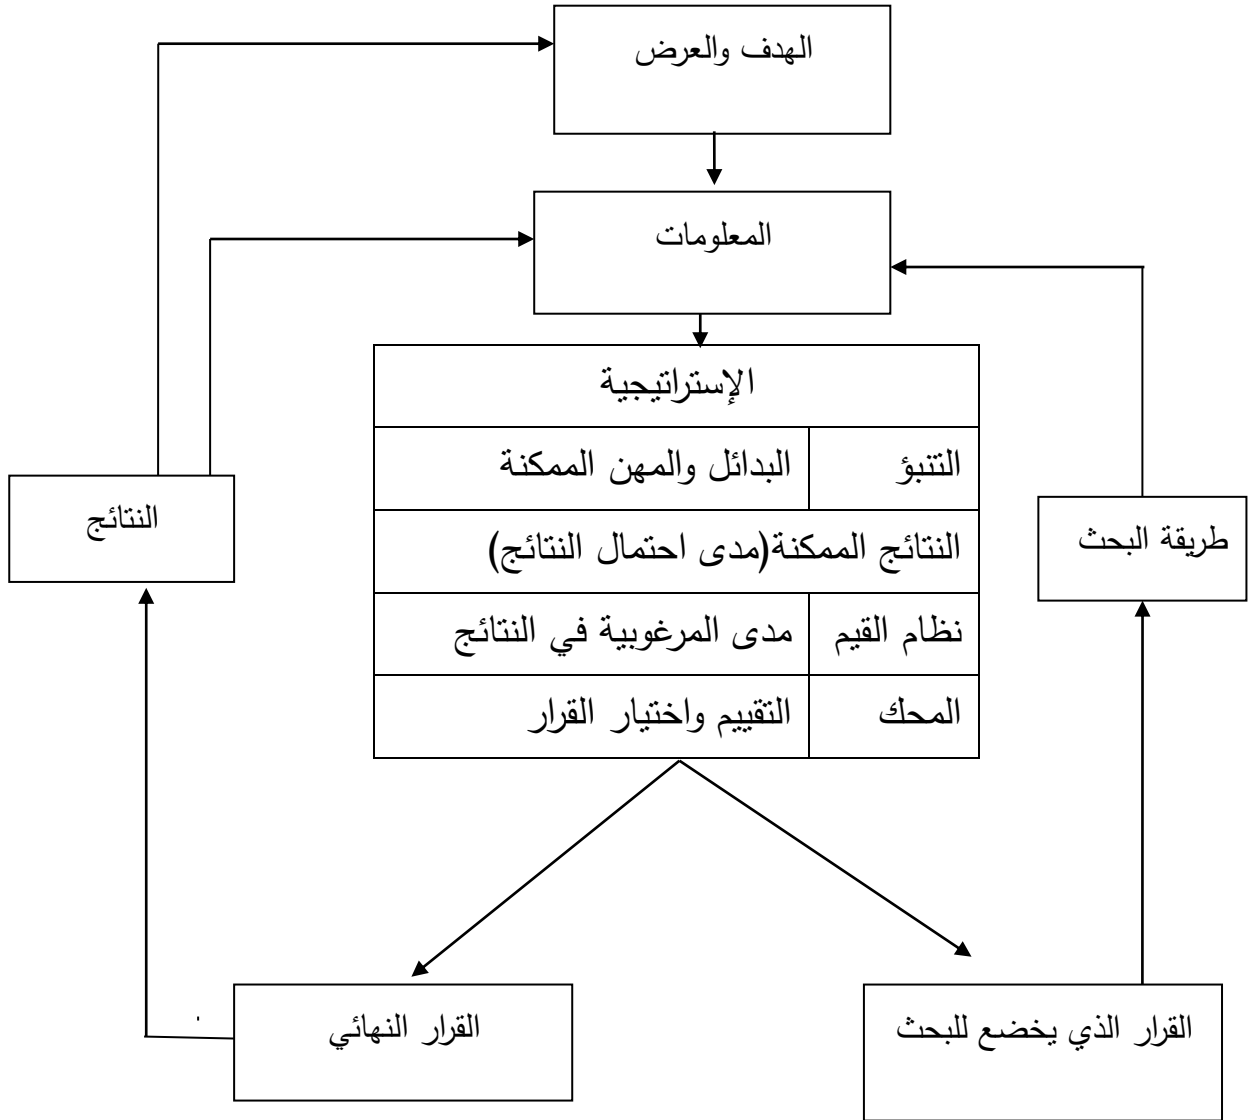 الهدف والعرض
المعلومات
الإستراتيجية
التنبؤ البدائل والمهن الممكنة
النتائج الممكنة(مدى احتمال النتائج)
نظام القيم مدى المرغوبية في النتائج
المحك التقييم واختيار القرار
طريقة البحث
النتائج
القرار الذي يخضع للبحث
القرار النهائي